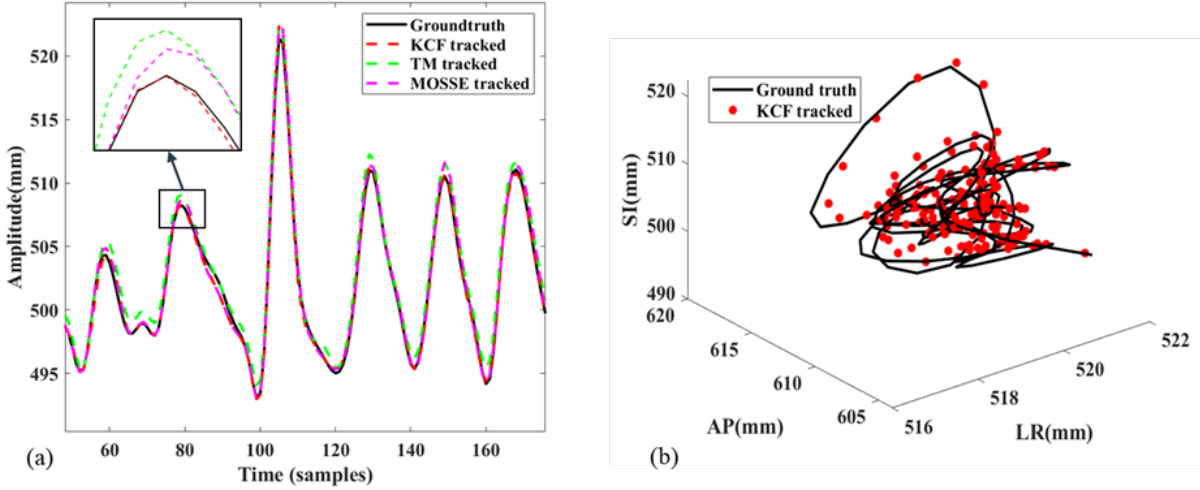 Groundtruth
KCF tracked
TM tracked
MOSSE tracked
520
515
510
505
500
495
Amplitude(mm)
60
80
100
120
140
160
Time (samples)
(a)
Ground truth
KCF tracked
520
510
500
490
SI(mm)
620
615
610
605
AP(mm)
516
518
520
522
LR(mm)
(b)